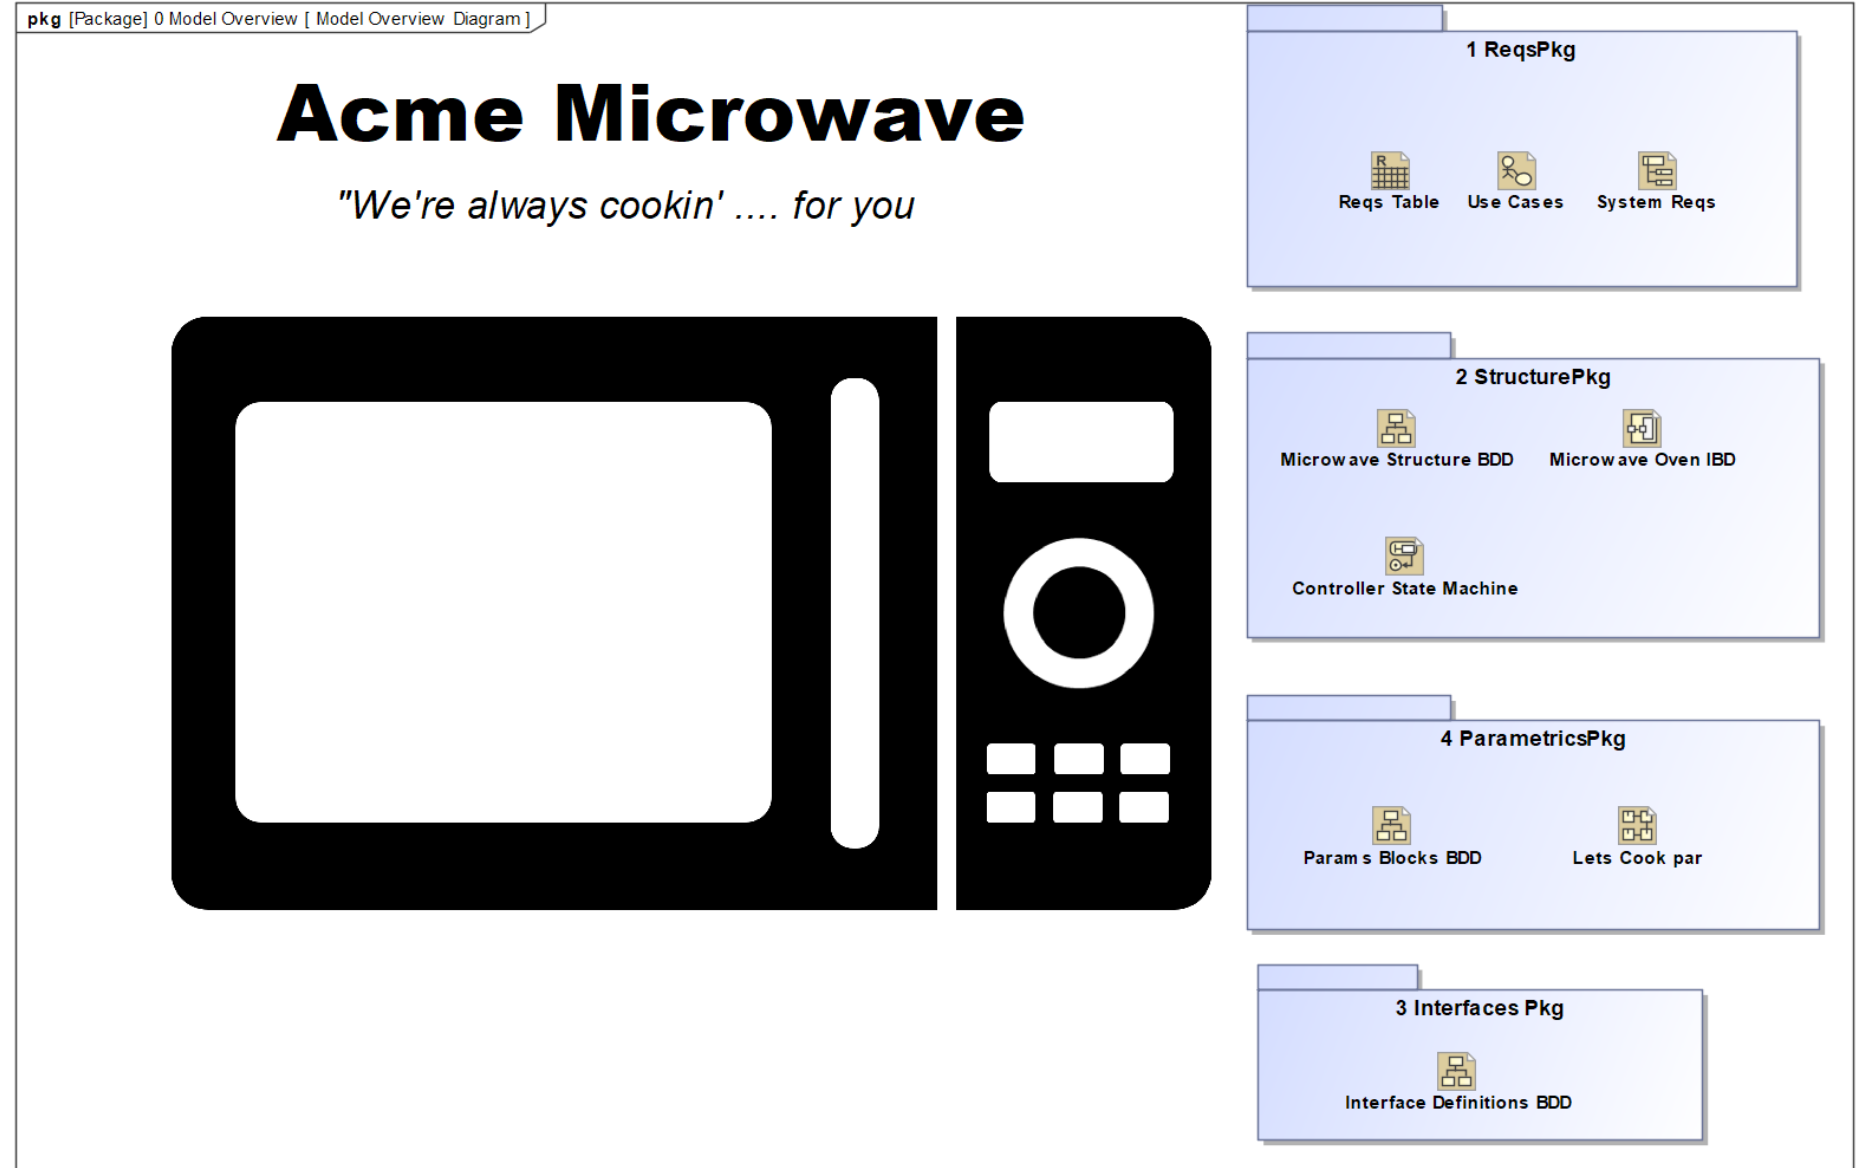 pkg [Package] 0 Model Overview [ Model Overview Diagram ]
Acme Microwave
"We're always cookin' .... for you
1 ReqsPkg
R
Reqs Table
Use Cases
System Reqs
2 StructurePkg
Microwave Structure BDD
Microwave Oven IBD
Controller State Machine
4 ParametricsPkg
Params Blocks BDD
Lets Cook par
3 Interfaces Pkg
Interface Definitions BDD